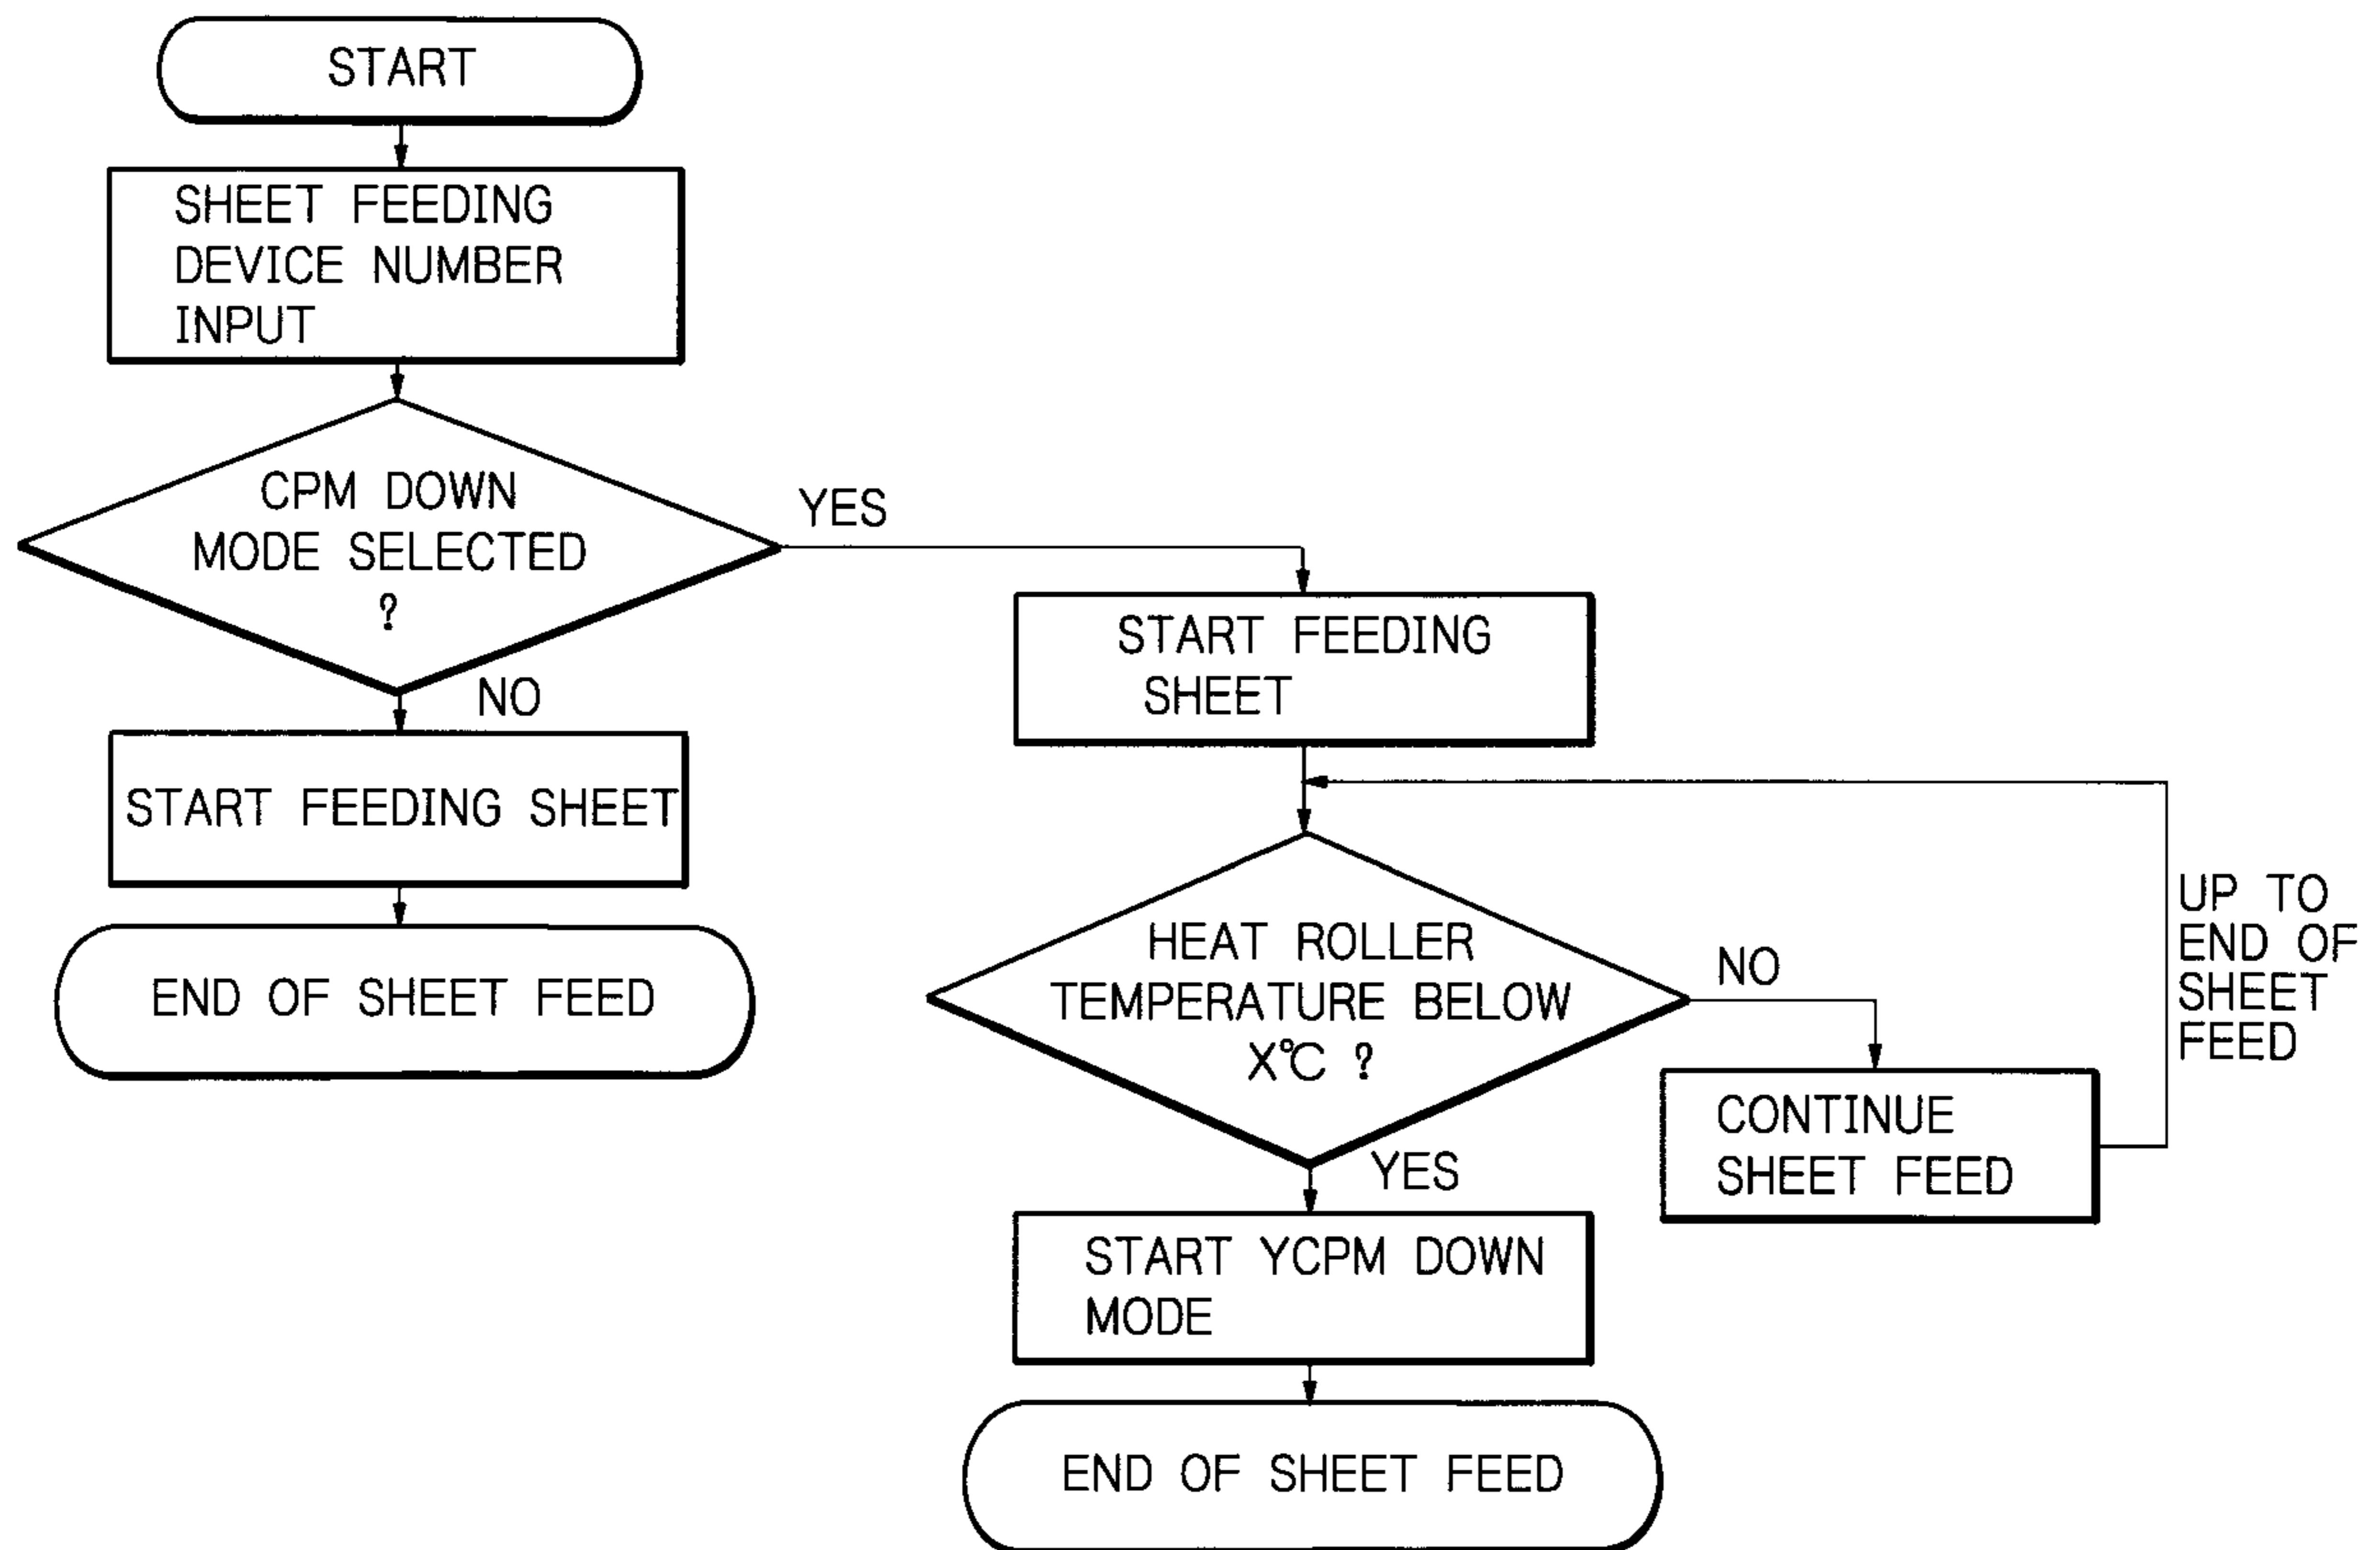 START
SHEET FEEDING
DEVICE NUMBER
INPUT
CPM DOWN
MODE SELECTED
?
YES
NO
START FEEDING SHEET
END OF SHEET FEED
START FEEDING
SHEET
HEAT ROLLER
TEMPERATURE BELOW
X℃ ?
NO
CONTINUE
SHEET FEED
UP TO
END OF
SHEET
FEED
YES
START YCPM DOWN
MODE
END OF SHEET FEED